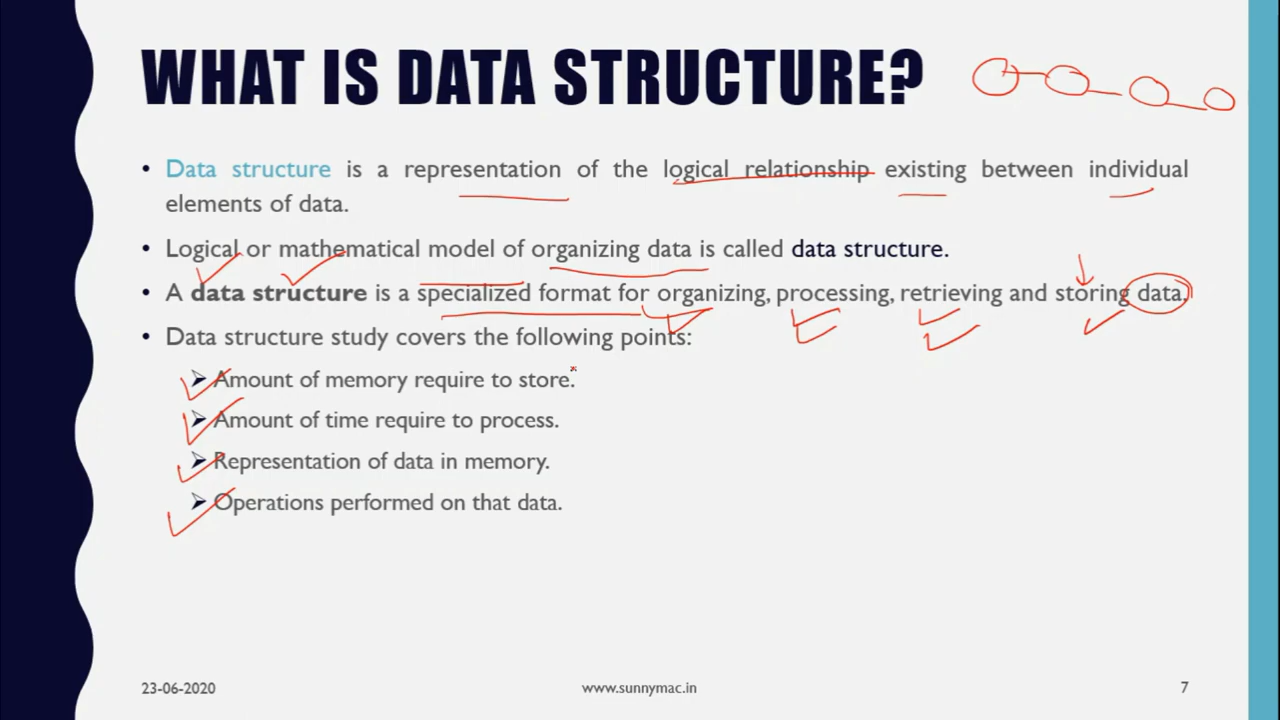 WHAT IS DATA STRUCTURE?
• Data structure is a representation of the logical relationship existing between individual
elements of data.
• Logical or mathematical model of organizing data is called data structure.
• A data structure is a specialized format for organizing, processing, retrieving and storing data.
• Data structure study covers the following points:
➢ Amount of memory require to store.
➢ Amount of time require to process.
➢ Representation of data in memory.
➢ Operations performed on that data.
23-06-2020 www.sunnymac.in 7